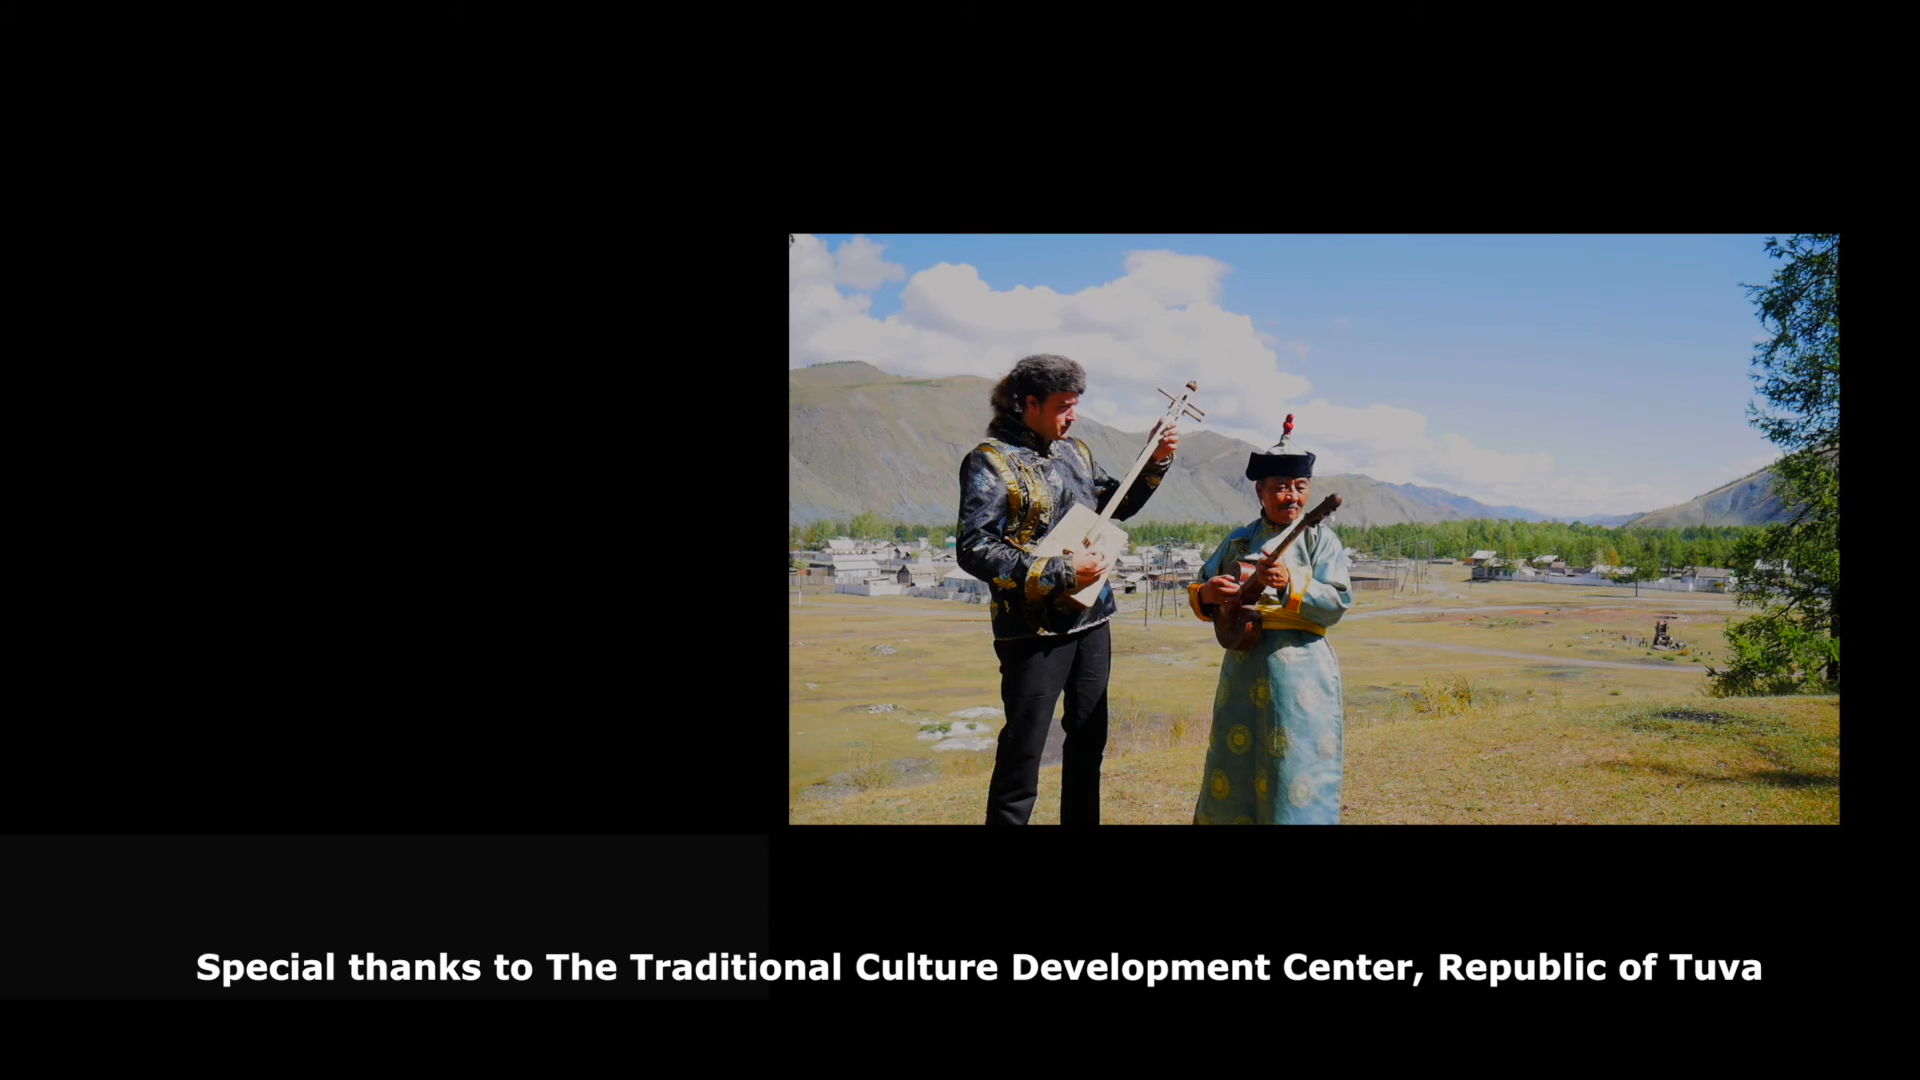 Special thanks to The Traditional Culture Development Center, Republic of Tuva